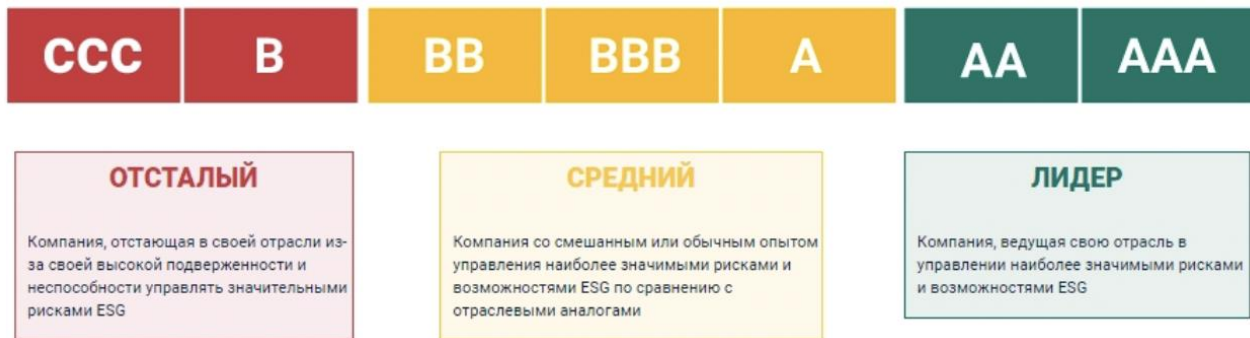 CCC B BB BBB A AA AAA
ОТСТАЛЫЙ
Компания, отстающая в своей отрасли из-
за своей высокой подверженности и
неспособности управлять значительными
рисками ESG
СРЕДНИЙ
Компания со смешанным или обычным опытом
управления наиболее значимыми рисками и
возможностями ESG по сравнению с
отраслевыми аналогами
ЛИДЕР
Компания, ведущая свою отрасль в
управлении наиболее значимыми рисками
и возможностями ESG